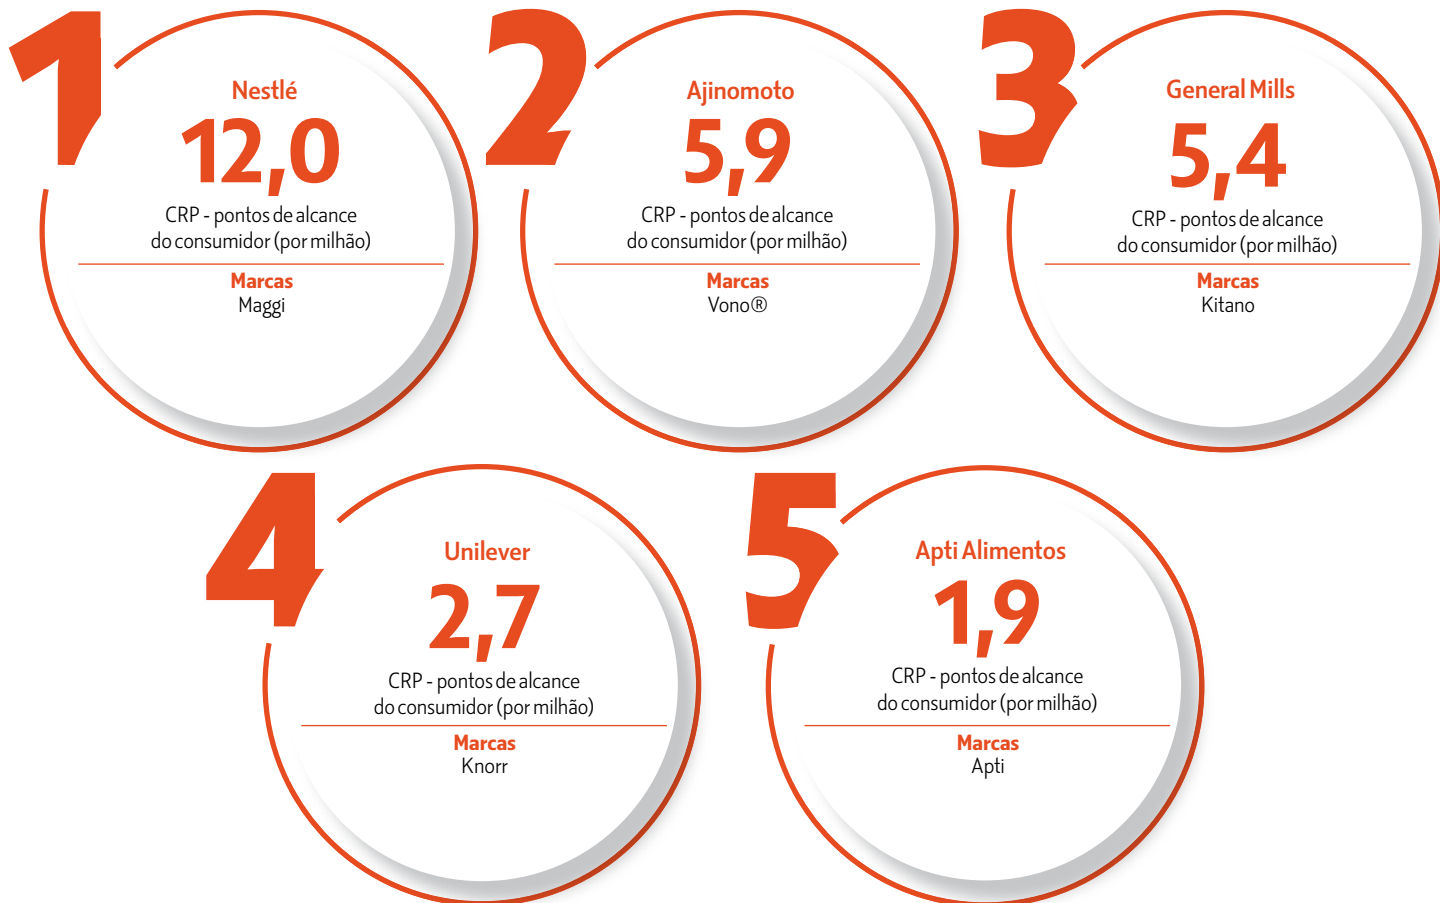 1
Nestlé
12,0
CRP - pontos de alcance
do consumidor (por milhão)
Marcas
Maggi
2
Ajinomoto
5,9
CRP - pontos de alcance
do consumidor (por milhão)
Marcas
Vono®
3
General Mills
5,4
CRP - pontos de alcance
do consumidor (por milhão)
Marcas
Kitano
4
Unilever
2,7
CRP - pontos de alcance
do consumidor (por milhão)
Marcas
Knorr
5
Apti Alimentos
1,9
CRP - pontos de alcance
do consumidor (por milhão)
Marcas
Apti